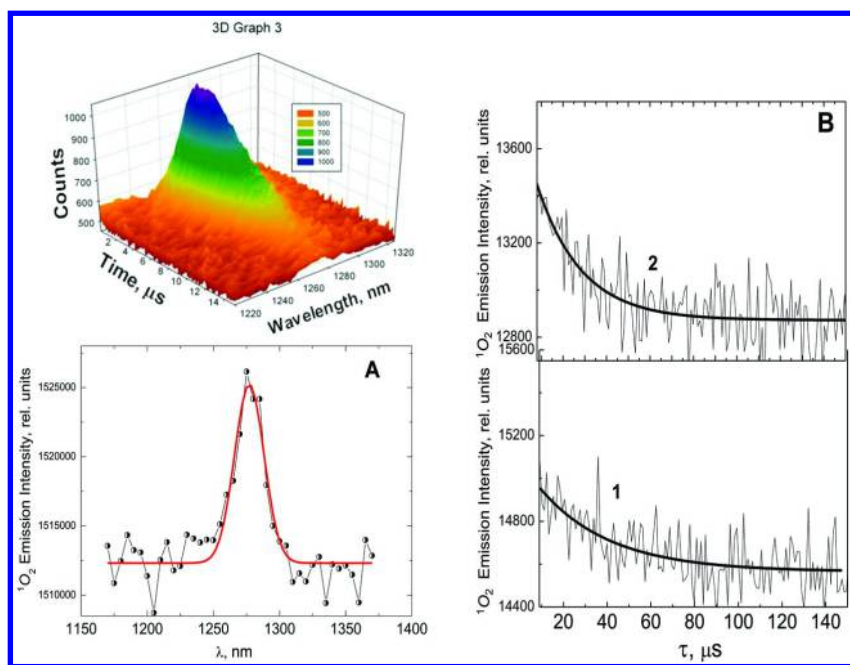 3D Graph 3
Counts
1000
900
800
700
600
500
500
600
700
800
900
1000
Time, μs
2
4
6
8
10
12
14
Wavelength, nm
1220
1240
1260
1280
1300
1320
A
¹O₂ Emission Intensity, rel. units
1525000
1520000
1515000
1510000
1150 1200 1250 1300 1350 1400
λ, nm
B
¹O₂ Emission Intensity, rel. units
13600
13200
12800
2
¹O₂ Emission Intensity, rel. units
15600
15200
14800
14400
1
20 40 60 80 100 120 140
τ, μs